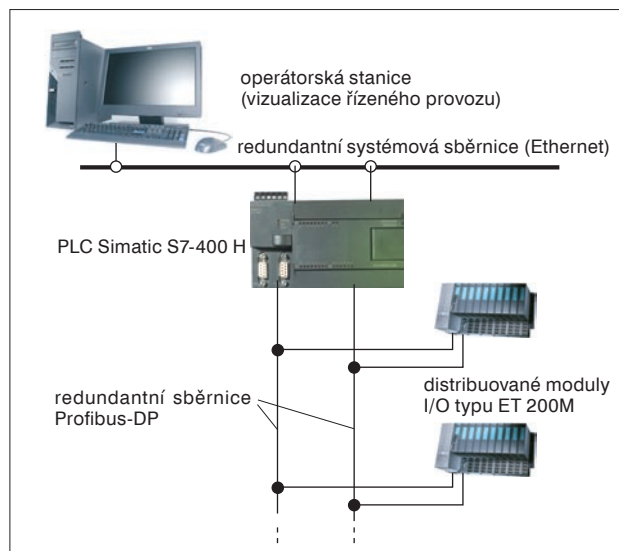 operátorská stanice
(vizualizace řízeného provozu)
redundantní systémová sběrnice (Ethernet)
PLC Simatic S7-400 H
redundantní sběrnice
Profibus-DP
distribuované moduly
I/O typu ET 200M